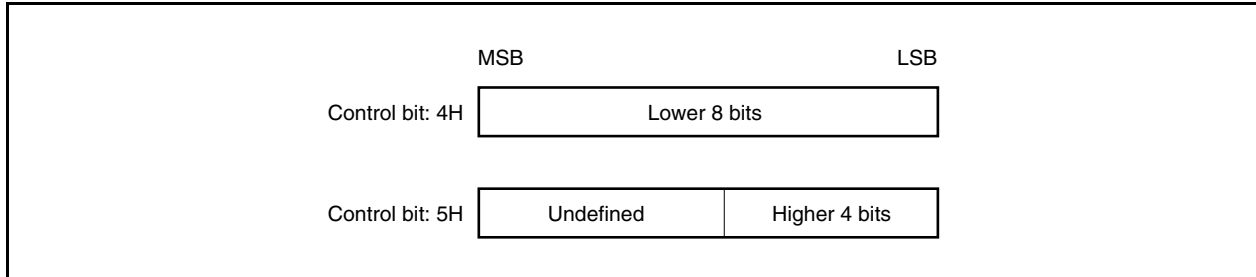 MSB LSB
Control bit: 4H Lower 8 bits
Control bit: 5H Undefined Higher 4 bits